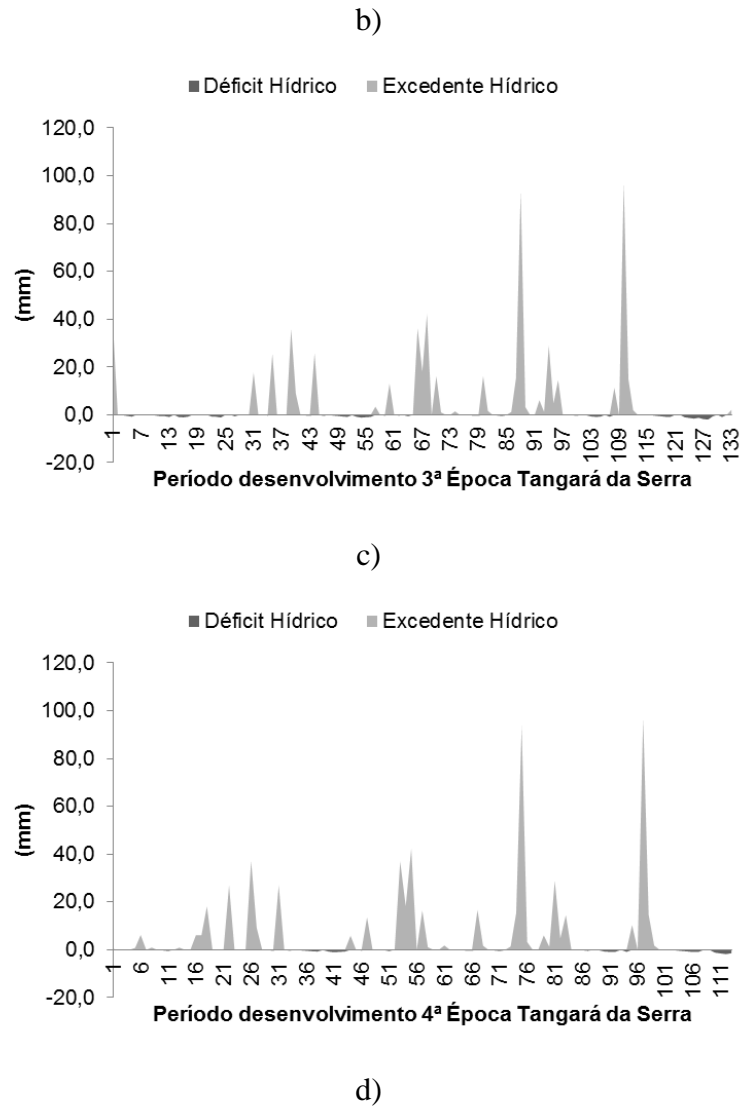 b)
Déficit Hídrico Excedente Hídrico
120,0
100,0
80,0
60,0
40,0
20,0
0,0
-20,0
(mm)
1 7 13 19 25 31 37 43 49 55 61 67 73 79 85 91 97 103 109 115 121 127 133
Período desenvolvimento 3ª Época Tangará da Serra
c)
Déficit Hídrico Excedente Hídrico
120,0
100,0
80,0
60,0
40,0
20,0
0,0
-20,0
(mm)
1 6 11 16 21 26 31 36 41 46 51 56 61 66 71 76 81 86 91 96 101 106 111
Período desenvolvimento 4ª Época Tangará da Serra
d)